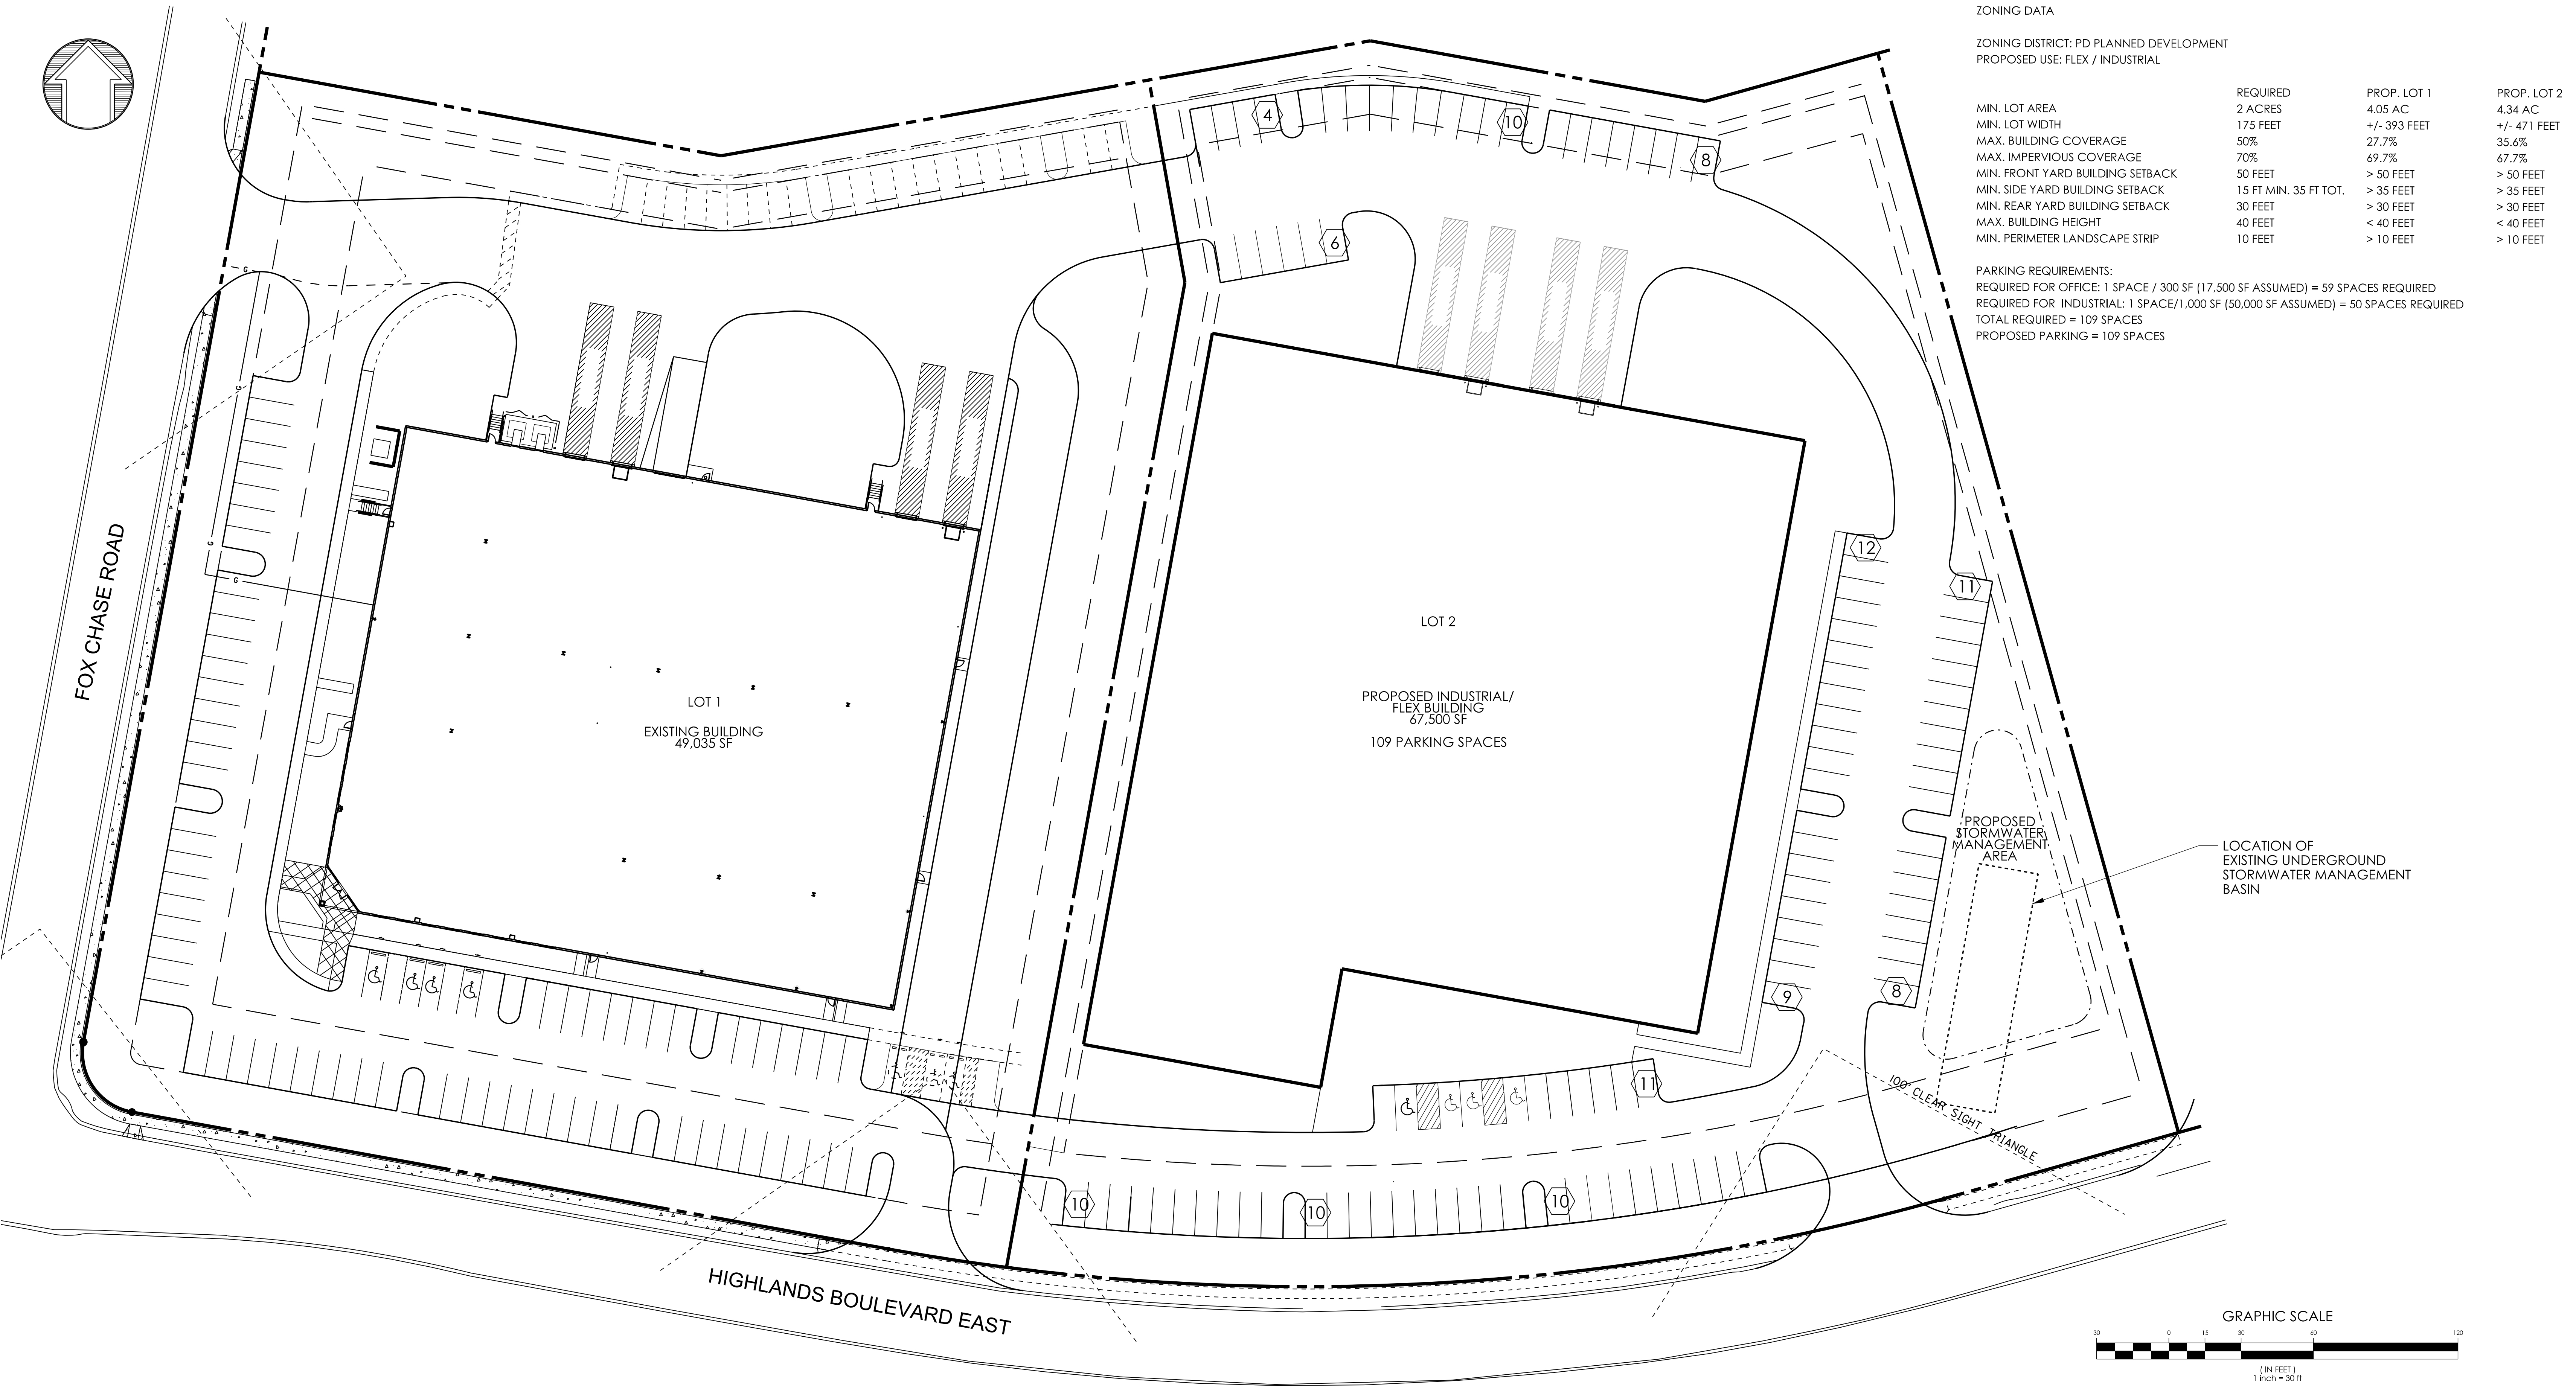 ZONING DATA
ZONING DISTRICT: PD PLANNED DEVELOPMENT
PROPOSED USE: FLEX / INDUSTRIAL
REQUIRED PROP. LOT 1 PROP. LOT 2
MIN. LOT AREA 2 ACRES 4.05 AC 4.34 AC
MIN. LOT WIDTH 175 FEET +/- 393 FEET +/- 471 FEET
MAX. BUILDING COVERAGE 50% 27.7% 35.6%
MAX. IMPERVIOUS COVERAGE 70% 69.7% 67.7%
MIN. FRONT YARD BUILDING SETBACK 50 FEET > 50 FEET > 50 FEET
MIN. SIDE YARD BUILDING SETBACK 15 FT MIN. 35 FT TOT. > 35 FEET > 35 FEET
MIN. REAR YARD BUILDING SETBACK 30 FEET > 30 FEET > 30 FEET
MAX. BUILDING HEIGHT 40 FEET < 40 FEET < 40 FEET
MIN. PERIMETER LANDSCAPE STRIP 10 FEET > 10 FEET > 10 FEET
PARKING REQUIREMENTS:
REQUIRED FOR OFFICE: 1 SPACE / 300 SF (17,500 SF ASSUMED) = 59 SPACES REQUIRED
REQUIRED FOR INDUSTRIAL: 1 SPACE/1,000 SF (50,000 SF ASSUMED) = 50 SPACES REQUIRED
TOTAL REQUIRED = 109 SPACES
PROPOSED PARKING = 109 SPACES
4
10
8
6
G
G
G
G
12
11
FOX CHASE ROAD
LOT 1
EXISTING BUILDING
49,035 SF
LOT 2
PROPOSED INDUSTRIAL/
FLEX BUILDING
67,500 SF
109 PARKING SPACES
PROPOSED
STORMWATER
MANAGEMENT
AREA
LOCATION OF
EXISTING UNDERGROUND
STORMWATER MANAGEMENT
BASIN
9
8
11
100' CLEAR SIGHT TRIANGLE
10
10
10
HIGHLANDS BOULEVARD EAST
GRAPHIC SCALE
30 0 15 30 60 120
( IN FEET )
1 inch = 30 ft